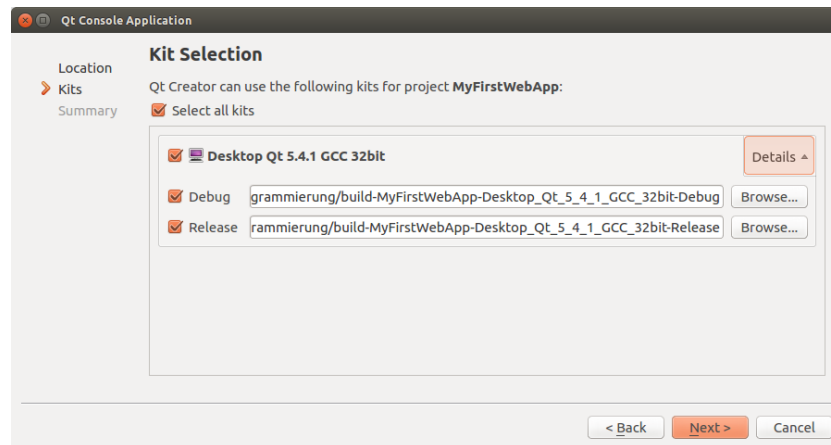 Qt Console Application
Location
Kits
Summary
Kit Selection
Qt Creator can use the following kits for project MyFirstWebApp:
Select all kits
Desktop Qt 5.4.1 GCC 32bit
Details
Debug grammierung/build-MyFirstWebApp-Desktop_Qt_5_4_1_GCC_32bit-Debug Browse...
Release rammierung/build-MyFirstWebApp-Desktop_Qt_5_4_1_GCC_32bit-Release Browse...
< Back Next > Cancel